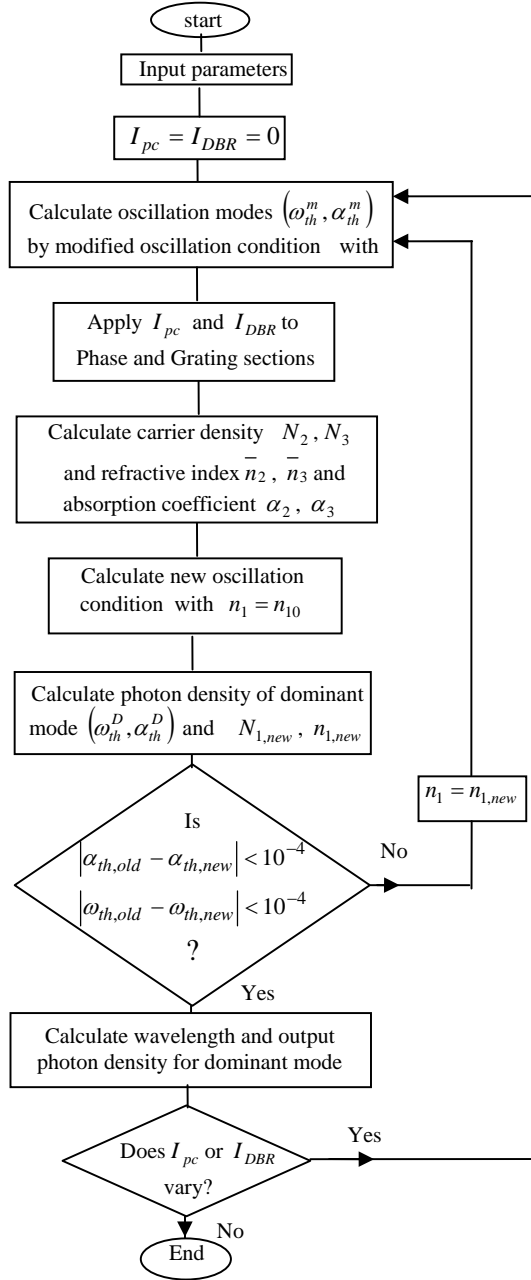 start
Input parameters
I_pc = I_DBR = 0
Calculate oscillation modes (ω_th^m, α_th^m)
by modified oscillation condition with
Apply I_pc and I_DBR to
Phase and Grating sections
Calculate carrier density N_2, N_3
and refractive index n̄_2, n̄_3 and
absorption coefficient α_2, α_3
Calculate new oscillation
condition with n_1 = n_10
Calculate photon density of dominant
mode (ω_th^D, α_th^D) and N_1,new, n_1,new
n_1 = n_1,new
Is
|α_th,old − α_th,new| < 10^−4
|ω_th,old − ω_th,new| < 10^−4
?
No
Yes
Calculate wavelength and output
photon density for dominant mode
Does I_pc or I_DBR
vary?
Yes
No
End